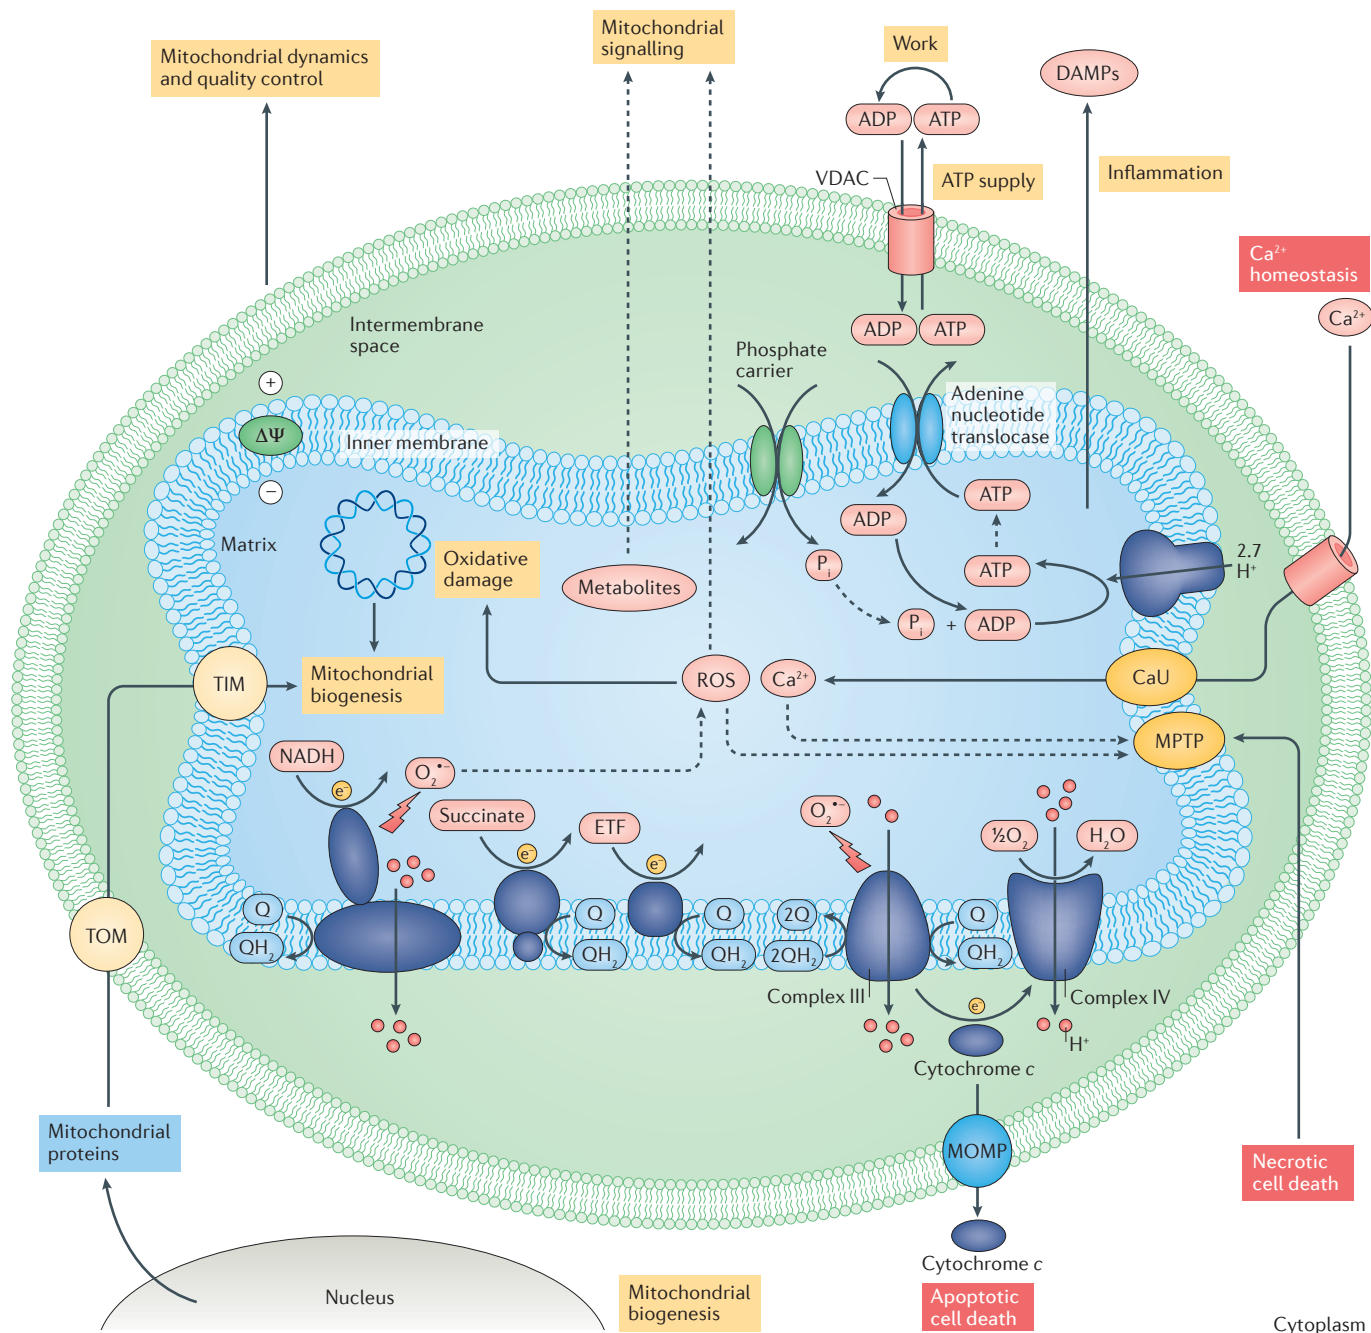 Mitochondrial dynamics
and quality control
Mitochondrial
signalling
Work
ADP
ATP
DAMPs
VDAC
ATP supply
Inflammation
Ca²⁺
homeostasis
Ca²⁺
Intermembrane
space
ADP
ATP
Phosphate
carrier
Adenine
nucleotide
translocase
+
ΔΨ
−
Inner membrane
Matrix
Oxidative
damage
Metabolites
ATP
ADP
Pᵢ
ATP
2.7
H⁺
Pᵢ
+
ADP
TIM
Mitochondrial
biogenesis
ROS
Ca²⁺
CaU
MPTP
NADH
e⁻
O₂•⁻
Succinate
e⁻
ETF
e⁻
O₂•⁻
½O₂
H₂O
Q
QH₂
Q
QH₂
Q
QH₂
2Q
2QH₂
Q
QH₂
TOM
Complex III
Complex IV
e⁻
H⁺
Cytochrome c
Mitochondrial
proteins
MOMP
Necrotic
cell death
Cytochrome c
Nucleus
Mitochondrial
biogenesis
Apoptotic
cell death
Cytoplasm